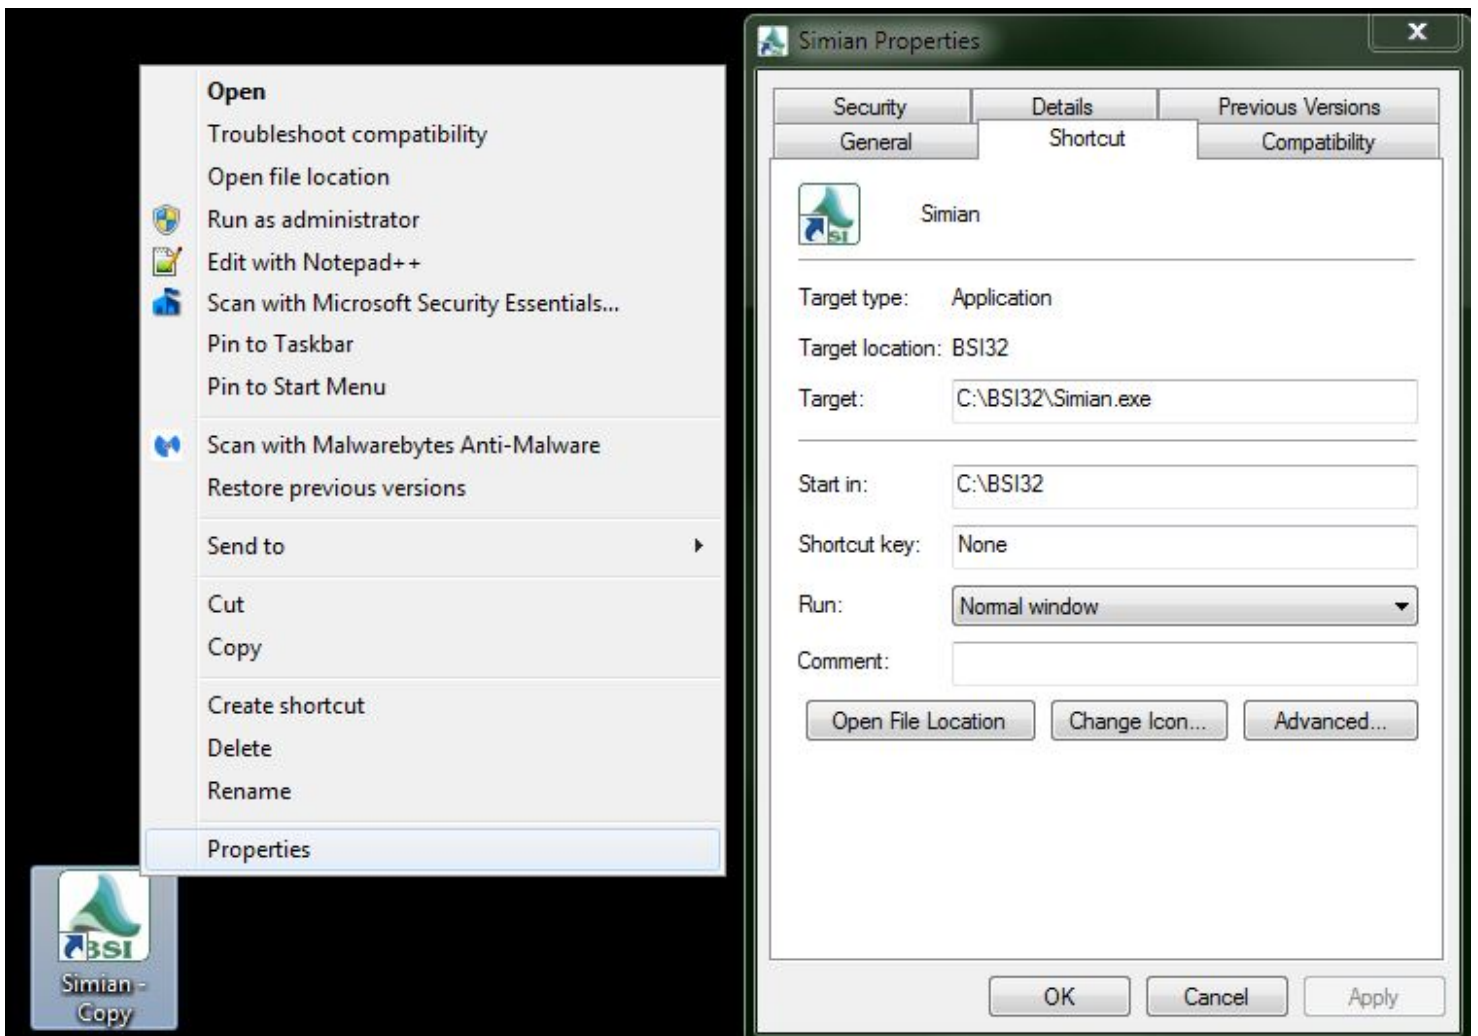 Open
Troubleshoot compatibility
Open file location
Run as administrator
Edit with Notepad++
Scan with Microsoft Security Essentials...
Pin to Taskbar
Pin to Start Menu
Scan with Malwarebytes Anti-Malware
Restore previous versions
Send to
Cut
Copy
Create shortcut
Delete
Rename
Properties
BSI
Simian -
Copy
Simian Properties
Security Details Previous Versions
General Shortcut Compatibility
SI
Simian
Target type: Application
Target location: BSI32
Target: C:\BSI32\Simian.exe
Start in: C:\BSI32
Shortcut key: None
Run: Normal window
Comment:
Open File Location Change Icon... Advanced...
OK Cancel Apply